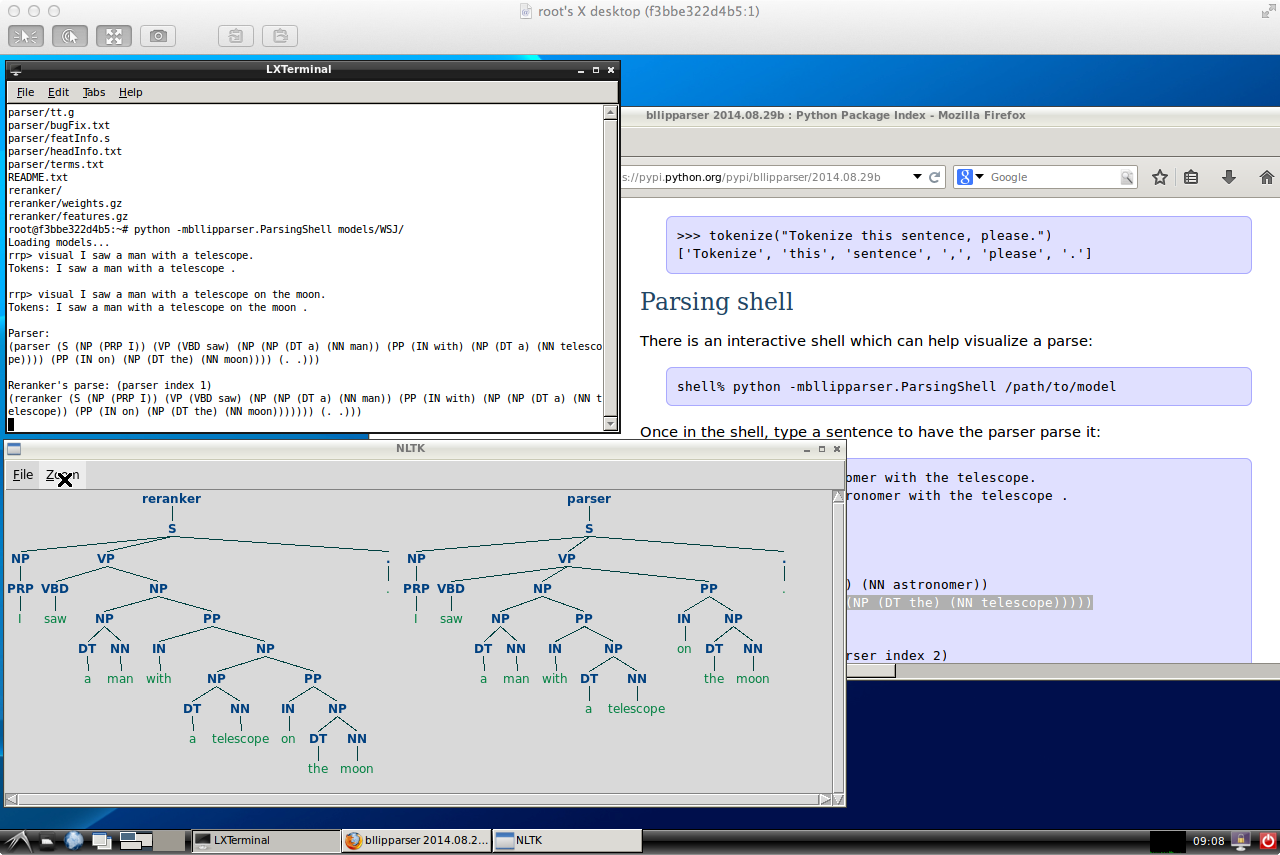 root's X desktop (f3bbe322d4b5:1)
LXTerminal
File Edit Tabs Help
parser/tt.g
parser/bugFix.txt
parser/featInfo.s
parser/headInfo.txt
parser/terms.txt
README.txt
reranker/
reranker/weights.gz
reranker/features.gz
root@f3bbe322d4b5:~# python -mbllipparser.ParsingShell models/WSJ/
Loading models...
rrp> visual I saw a man with a telescope.
Tokens: I saw a man with a telescope .
rrp> visual I saw a man with a telescope on the moon.
Tokens: I saw a man with a telescope on the moon .
Parser:
(parser (S (NP (PRP I)) (VP (VBD saw) (NP (NP (DT a) (NN man)) (PP (IN with) (NP (DT a) (NN telesco
pe)))) (PP (IN on) (NP (DT the) (NN moon)))) (. .)))
Reranker's parse: (parser index 1)
(reranker (S (NP (PRP I)) (VP (VBD saw) (NP (NP (DT a) (NN man)) (PP (IN with) (NP (NP (DT a) (NN t
elescope)) (PP (IN on) (NP (DT the) (NN moon))))))) (. .)))
bllipparser 2014.08.29b : Python Package Index - Mozilla Firefox
s://pypi.python.org/pypi/bllipparser/2014.08.29b
Google
>>> tokenize("Tokenize this sentence, please.")
['Tokenize', 'this', 'sentence', ',', 'please', '.']
Parsing shell
There is an interactive shell which can help visualize a parse:
shell% python -mbllipparser.ParsingShell /path/to/model
Once in the shell, type a sentence to have the parser parse it:
omer with the telescope.
ronomer with the telescope .
) (NN astronomer))
(NP (DT the) (NN telescope)))))
rser index 2)
NLTK
File Zoom
reranker parser
S S
NP VP . NP VP .
PRP VBD NP . PRP VBD NP PP .
I saw NP PP I saw NP PP IN NP
DT NN IN NP DT NN IN NP on DT NN
a man with NP PP a man with DT NN the moon
DT NN IN NP a telescope
a telescope on DT NN
the moon
LXTerminal
bllipparser 2014.08.2...
NLTK
09:08